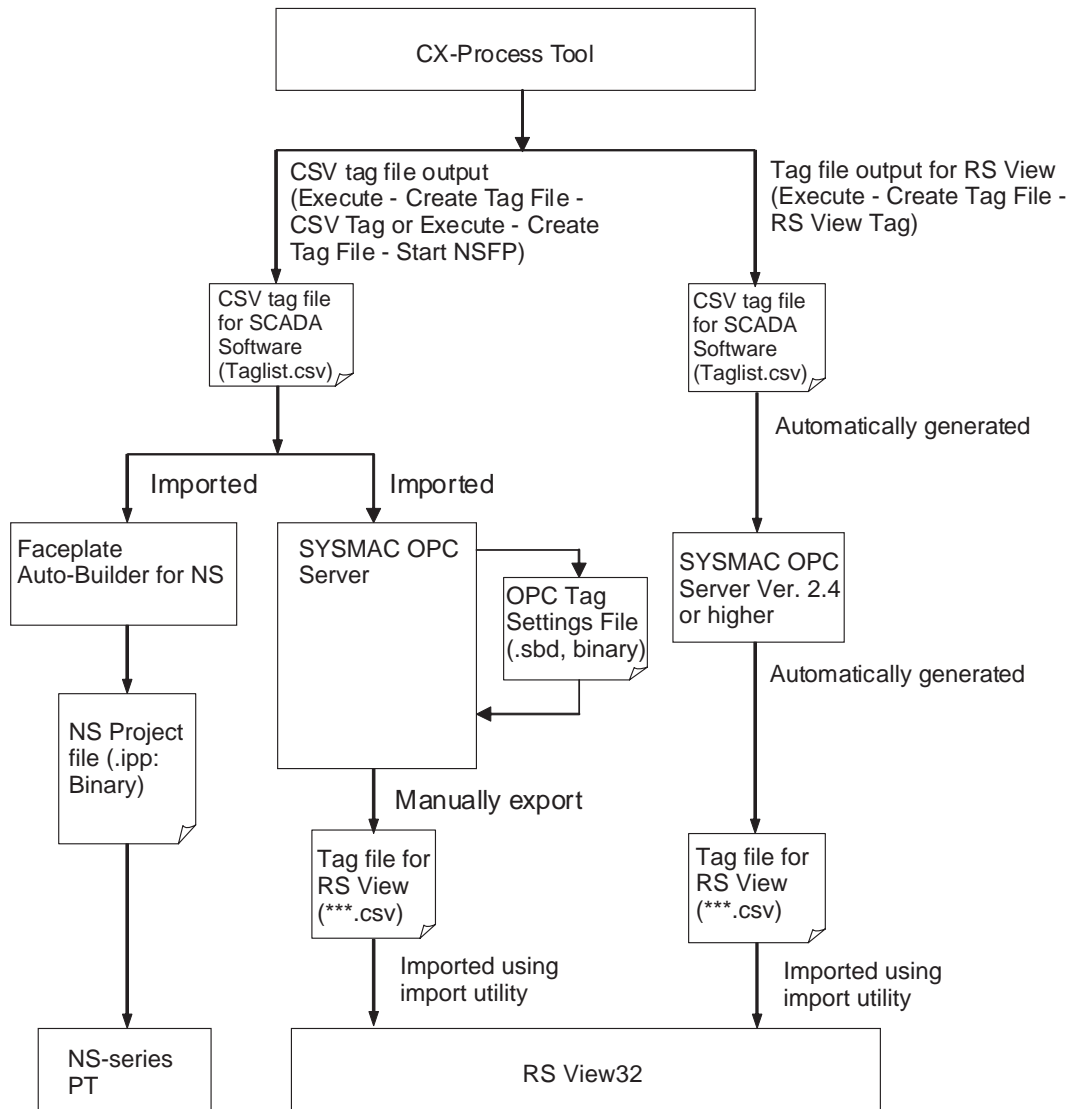 CX-Process Tool
CSV tag file output
(Execute - Create Tag File -
CSV Tag or Execute - Create
Tag File - Start NSFP)
Tag file output for RS View
(Execute - Create Tag File -
RS View Tag)
CSV tag file
for SCADA
Software
(Taglist.csv)
CSV tag file
for SCADA
Software
(Taglist.csv)
Automatically generated
Imported
Imported
Faceplate
Auto-Builder for NS
SYSMAC OPC
Server
OPC Tag
Settings File
(.sbd, binary)
SYSMAC OPC
Server Ver. 2.4
or higher
Automatically generated
NS Project
file (.ipp:
Binary)
Manually export
Tag file for
RS View
(***.csv)
Tag file for
RS View
(***.csv)
Imported using
import utility
Imported using
import utility
NS-series
PT
RS View32